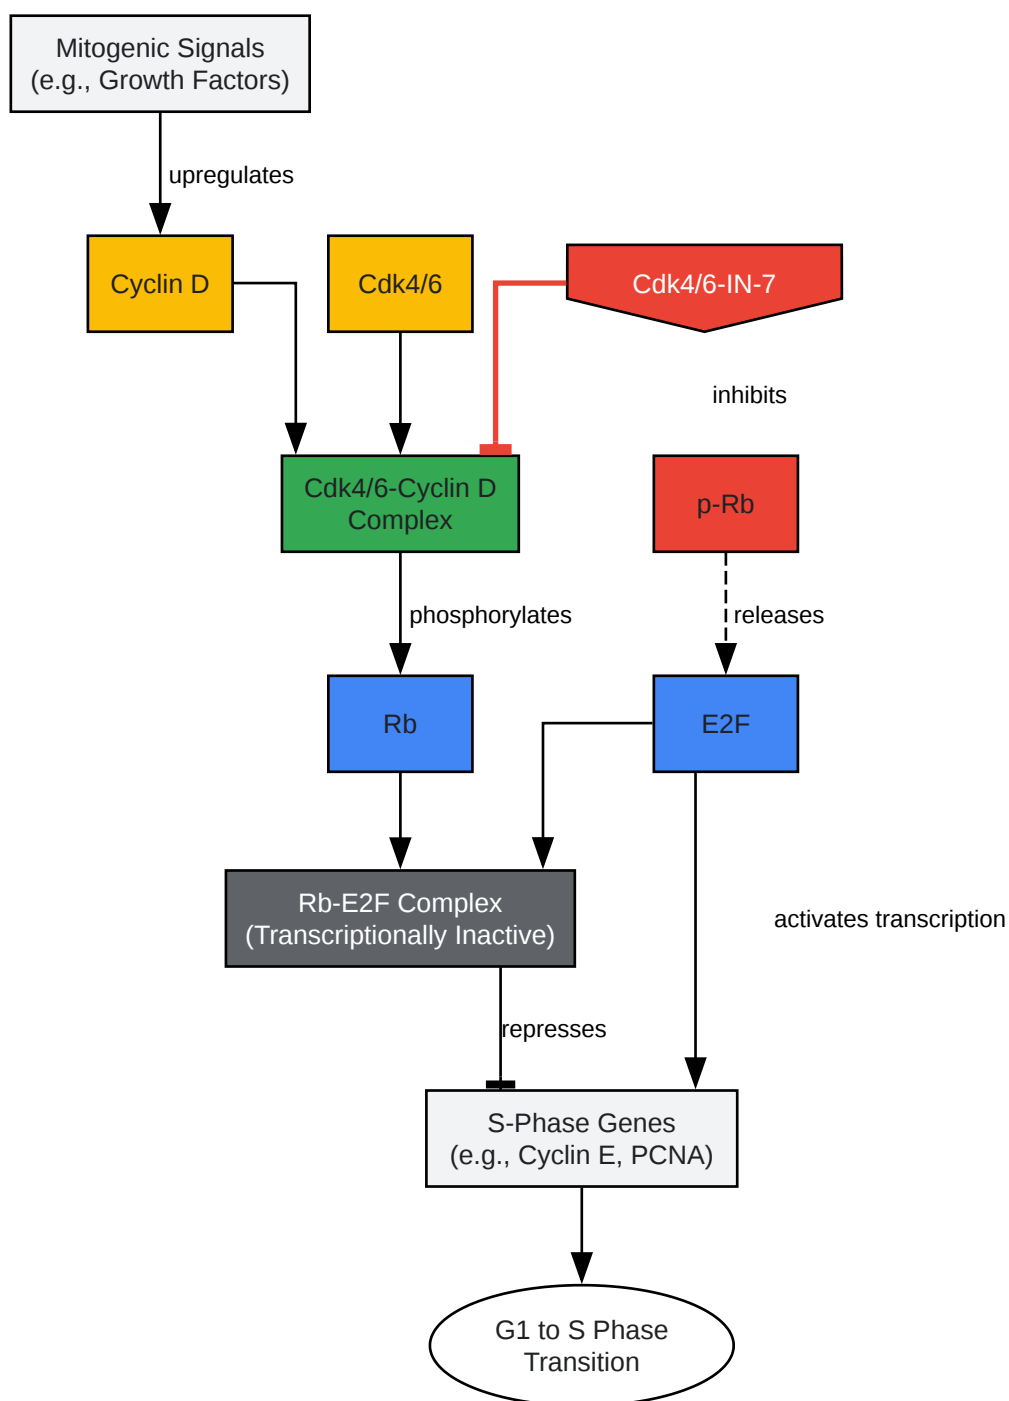 Mitogenic Signals
(e.g., Growth Factors)
upregulates
Cyclin D
Cdk4/6
Cdk4/6-IN-7
inhibits
Cdk4/6-Cyclin D
Complex
p-Rb
phosphorylates
releases
Rb
E2F
Rb-E2F Complex
(Transcriptionally Inactive)
activates transcription
represses
S-Phase Genes
(e.g., Cyclin E, PCNA)
G1 to S Phase
Transition